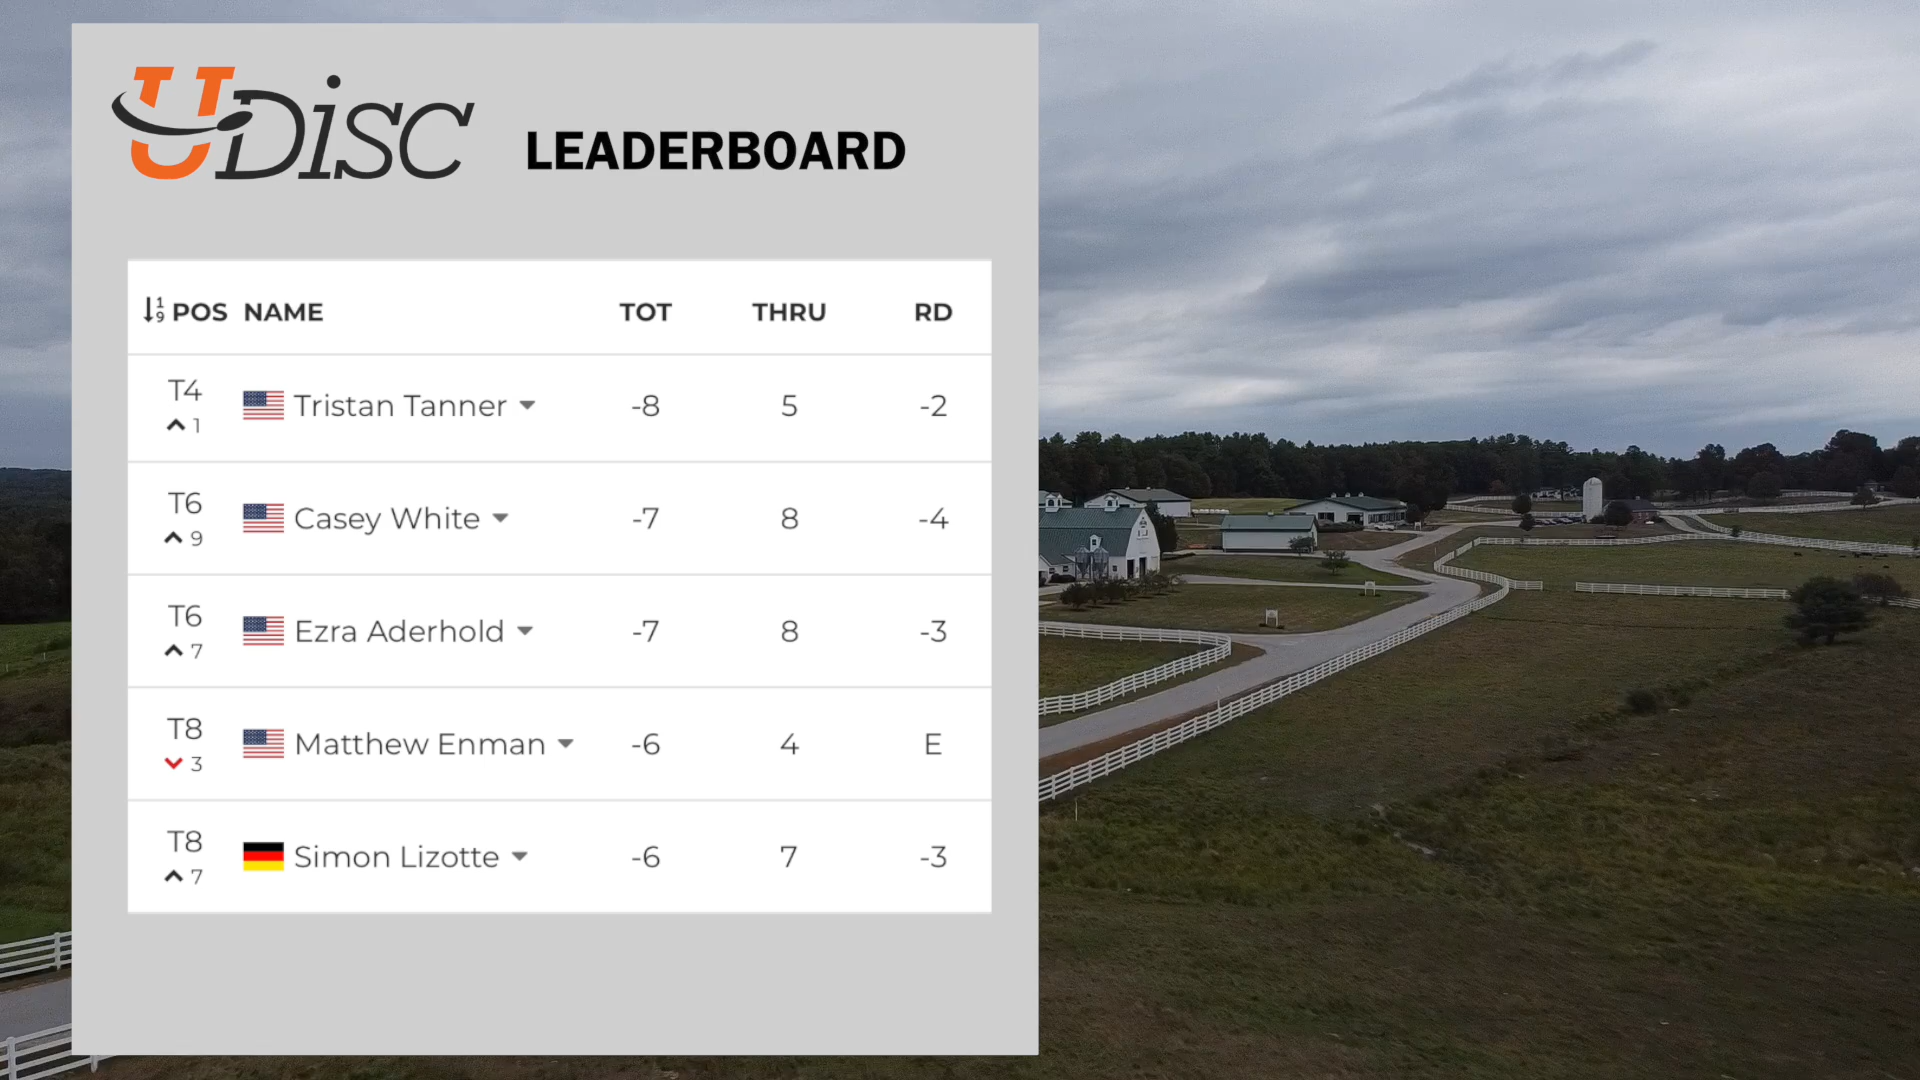 UDisc LEADERBOARD
POS NAME TOT THRU RD
T4 1 Tristan Tanner -8 5 -2
T6 9 Casey White -7 8 -4
T6 7 Ezra Aderhold -7 8 -3
T8 3 Matthew Enman -6 4 E
T8 7 Simon Lizotte -6 7 -3